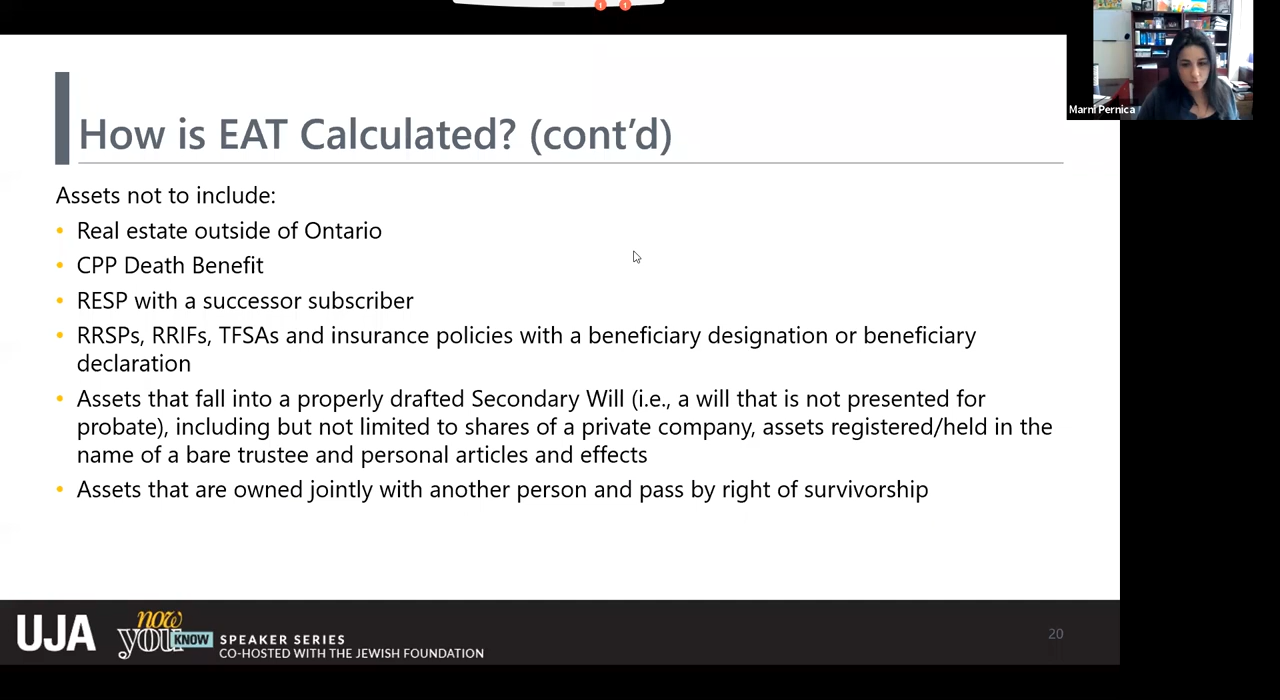 Marni Pernica
How is EAT Calculated? (cont’d)
Assets not to include:
• Real estate outside of Ontario
• CPP Death Benefit
• RESP with a successor subscriber
• RRSPs, RRIFs, TFSAs and insurance policies with a beneficiary designation or beneficiary
declaration
• Assets that fall into a properly drafted Secondary Will (i.e., a will that is not presented for
probate), including but not limited to shares of a private company, assets registered/held in the
name of a bare trustee and personal articles and effects
• Assets that are owned jointly with another person and pass by right of survivorship
UJA
now
you KNOW
SPEAKER SERIES
CO-HOSTED WITH THE JEWISH FOUNDATION
20